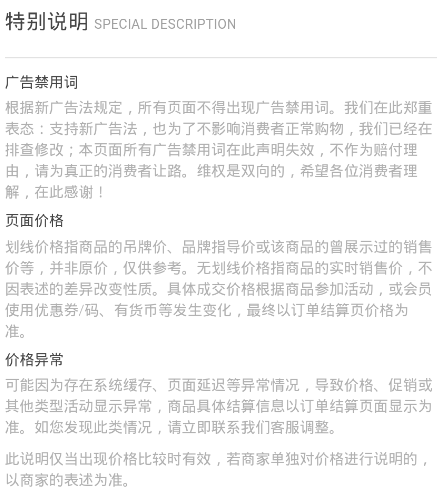 特别说明 SPECIAL DESCRIPTION
广告禁用词
根据新广告法规定，所有页面不得出现广告禁用词。我们在此郑重
表态：支持新广告法，也为了不影响消费者正常购物，我们已经在
排查修改；本页面所有广告禁用词在此声明失效，不作为赔付理
由，请为真正的消费者让路。维权是双向的，希望各位消费者理
解，在此感谢！
页面价格
划线价格指商品的吊牌价、品牌指导价或该商品的曾展示过的销售
价等，并非原价，仅供参考。无划线价格指商品的实时销售价，不
因表述的差异改变性质。具体成交价格根据商品参加活动，或会员
使用优惠券/码、有货币等发生变化，最终以订单结算页价格为
准。
价格异常
可能因为存在系统缓存、页面延迟等异常情况，导致价格、促销或
其他类型活动显示异常，商品具体结算信息以订单结算页面显示为
准。如您发现此类情况，请立即联系我们客服调整。
此说明仅当出现价格比较时有效，若商家单独对价格进行说明的，
以商家的表述为准。